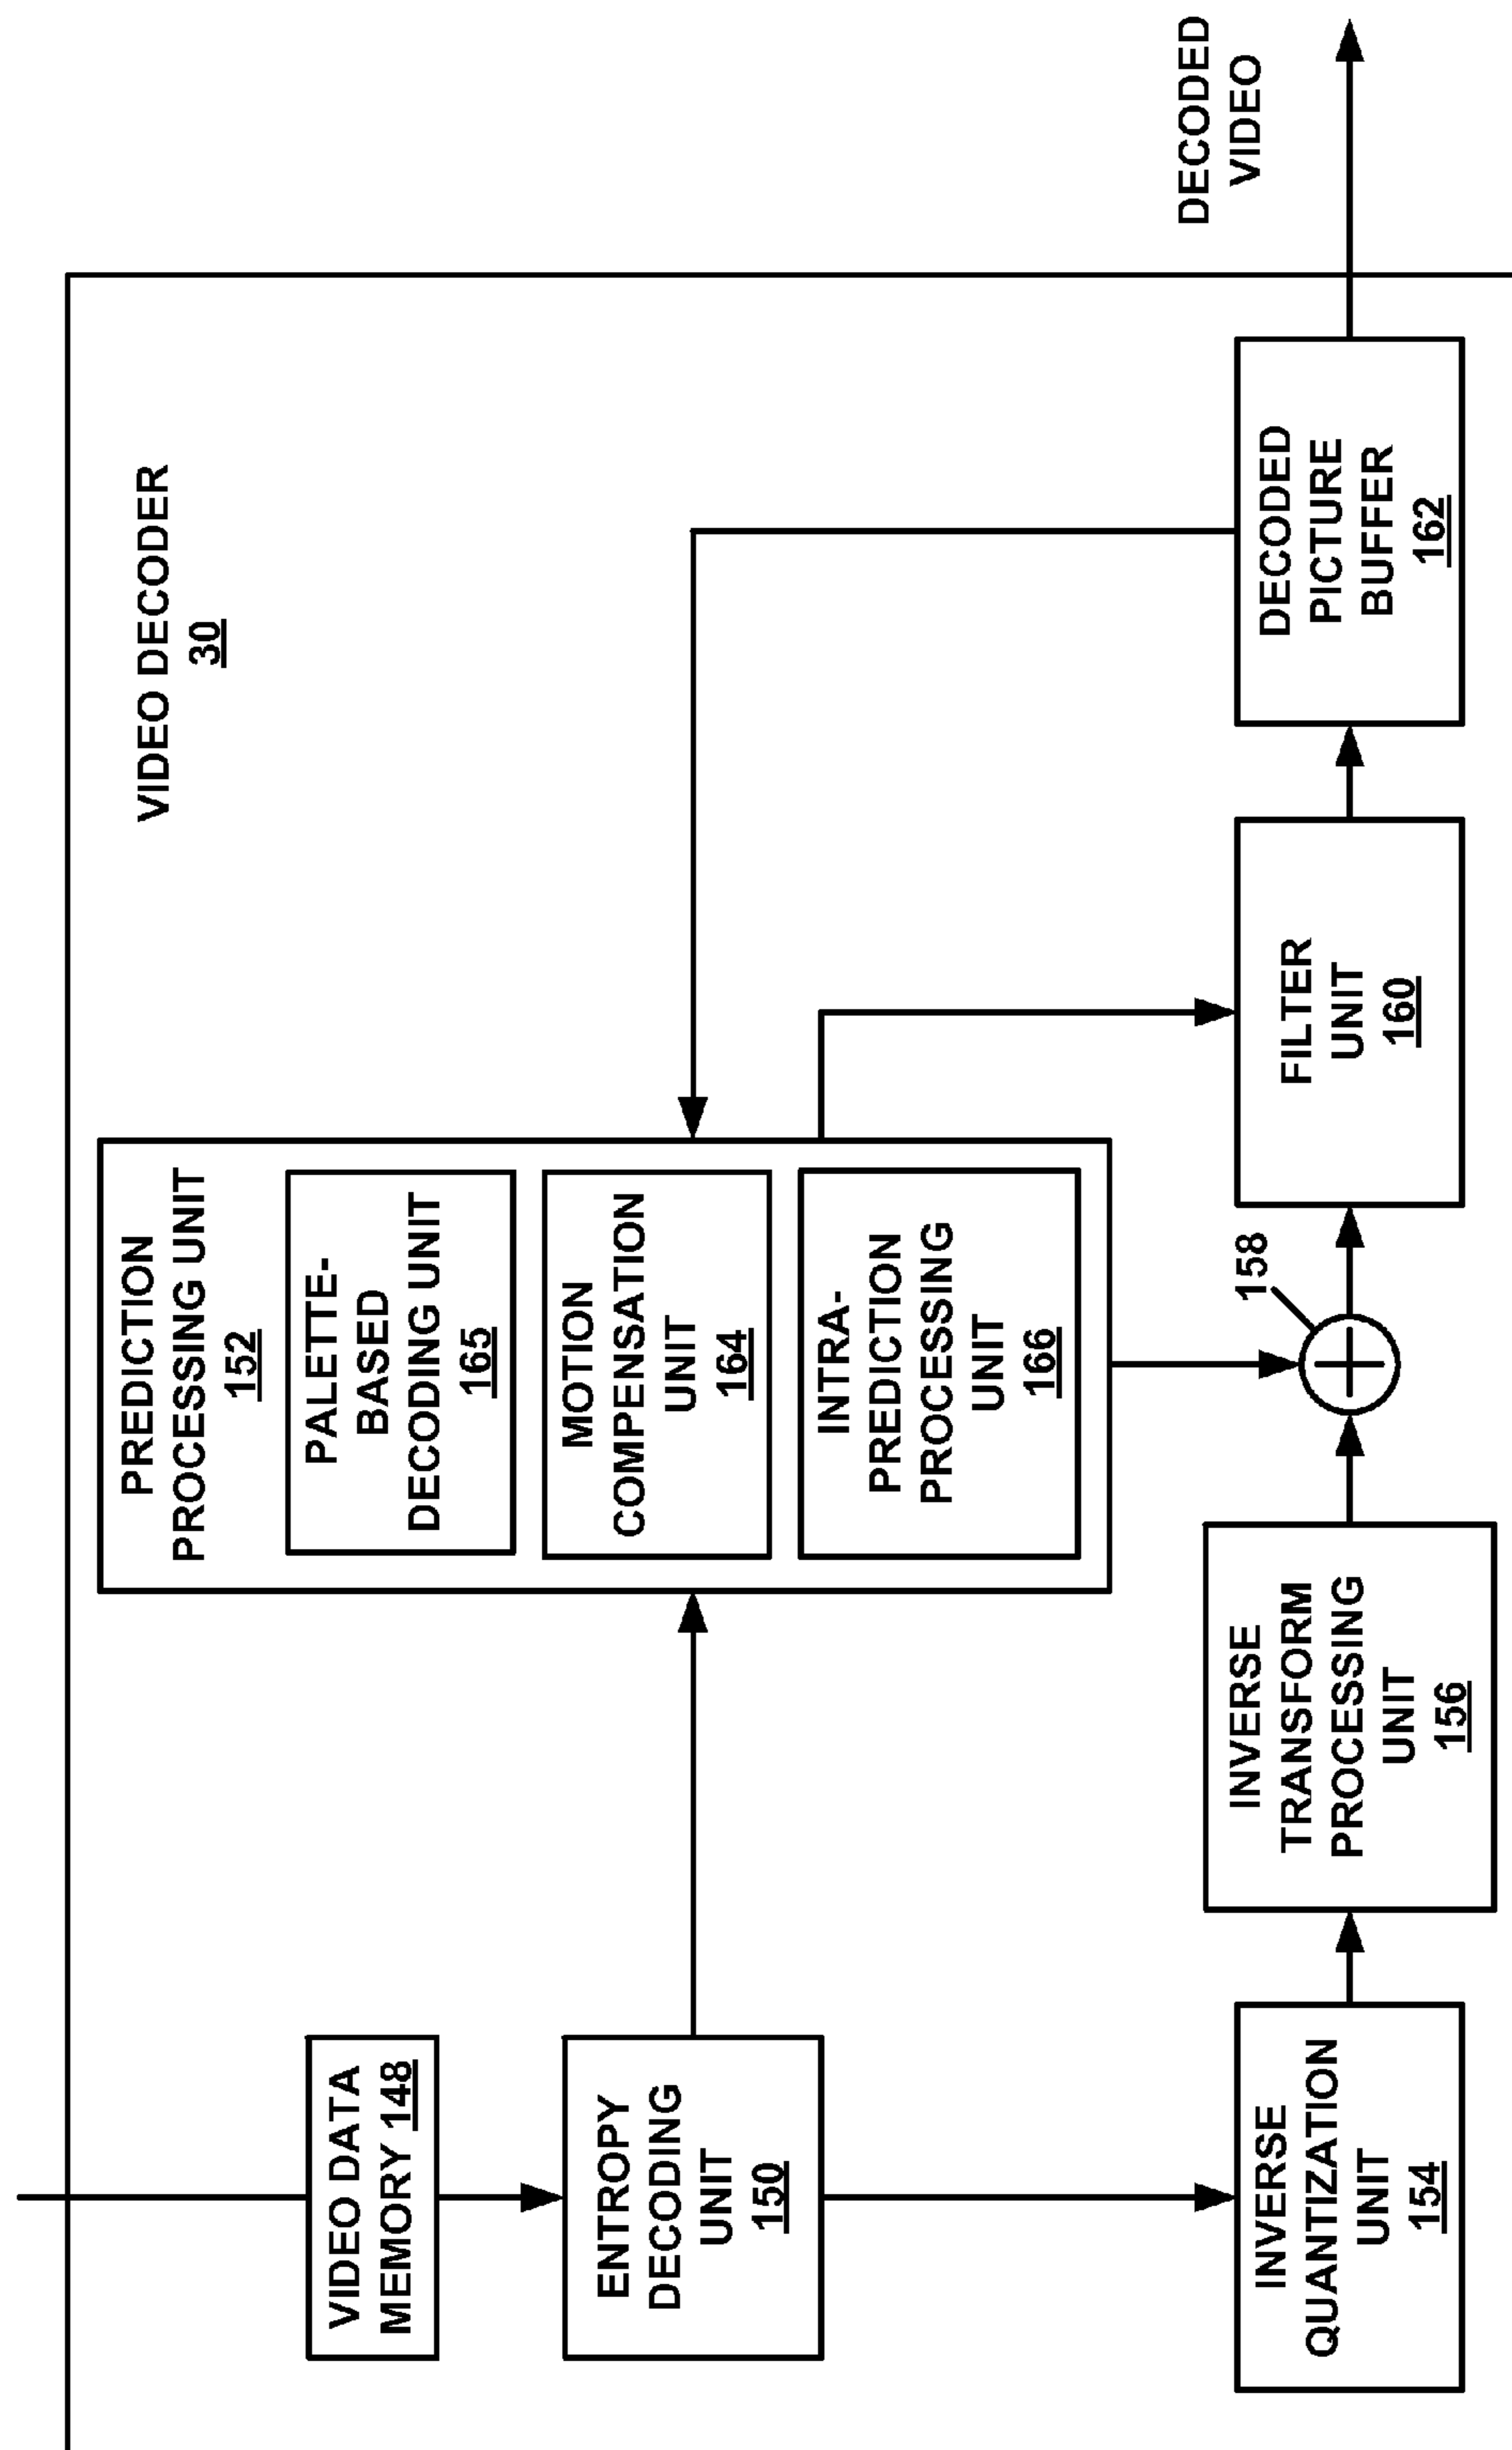 VIDEO DECODER
30
VIDEO DATA
MEMORY 148
ENTROPY
DECODING
UNIT
150
PREDICTION
PROCESSING UNIT
152
PALETTE-
BASED
DECODING UNIT
165
MOTION
COMPENSATION
UNIT
164
INTRA-
PREDICTION
PROCESSING
UNIT
166
INVERSE
QUANTIZATION
UNIT
154
INVERSE
TRANSFORM
PROCESSING
UNIT
156
158
FILTER
UNIT
160
DECODED
PICTURE
BUFFER
162
DECODED
VIDEO